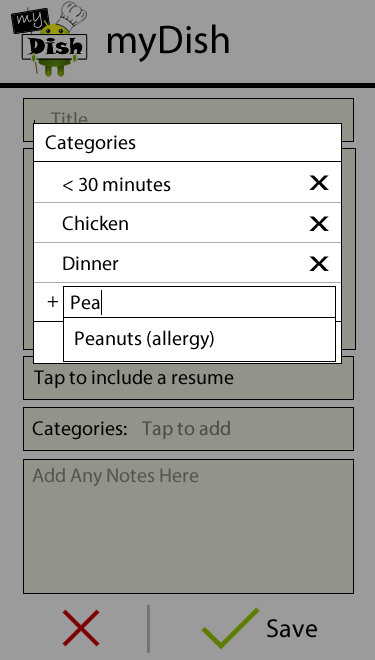 my
Dish
myDish
Title
Categories
< 30 minutes
Chicken
Dinner
+ Pea
Peanuts (allergy)
Tap to include a resume
Categories: Tap to add
Add Any Notes Here
Save